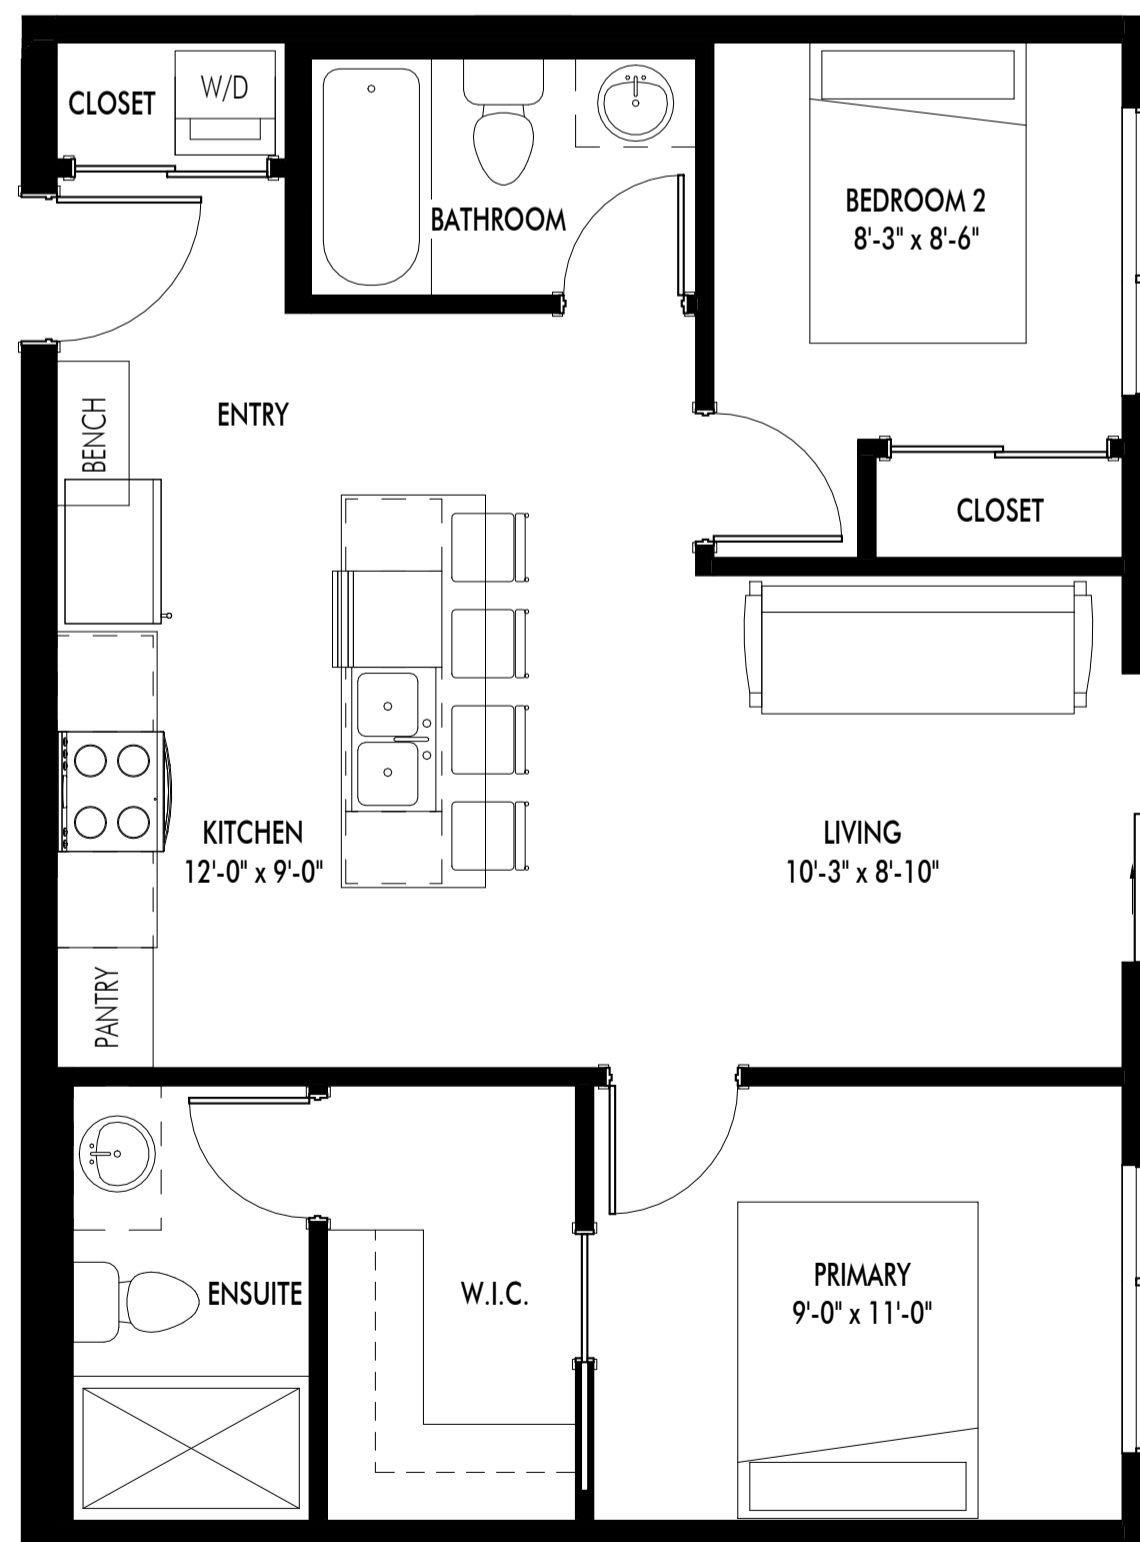 CLOSET
W/D
BATHROOM
BEDROOM 2
8'-3" x 8'-6"
BENCH
ENTRY
CLOSET
KITCHEN
12'-0" x 9'-0"
LIVING
10'-3" x 8'-10"
PANTRY
ENSUITE
W.I.C.
PRIMARY
9'-0" x 11'-0"